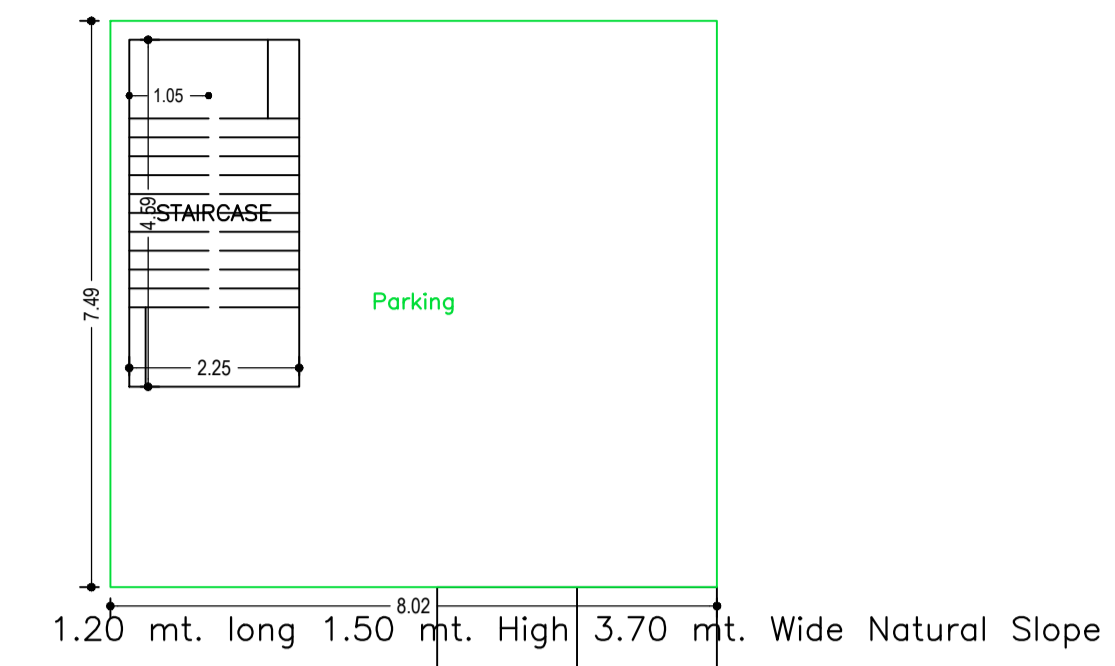 1.05
4.59
STAIRCASE
7.49
Parking
2.25
8.02
1.20 mt. long 1.50 mt. High 3.70 mt. Wide Natural Slope